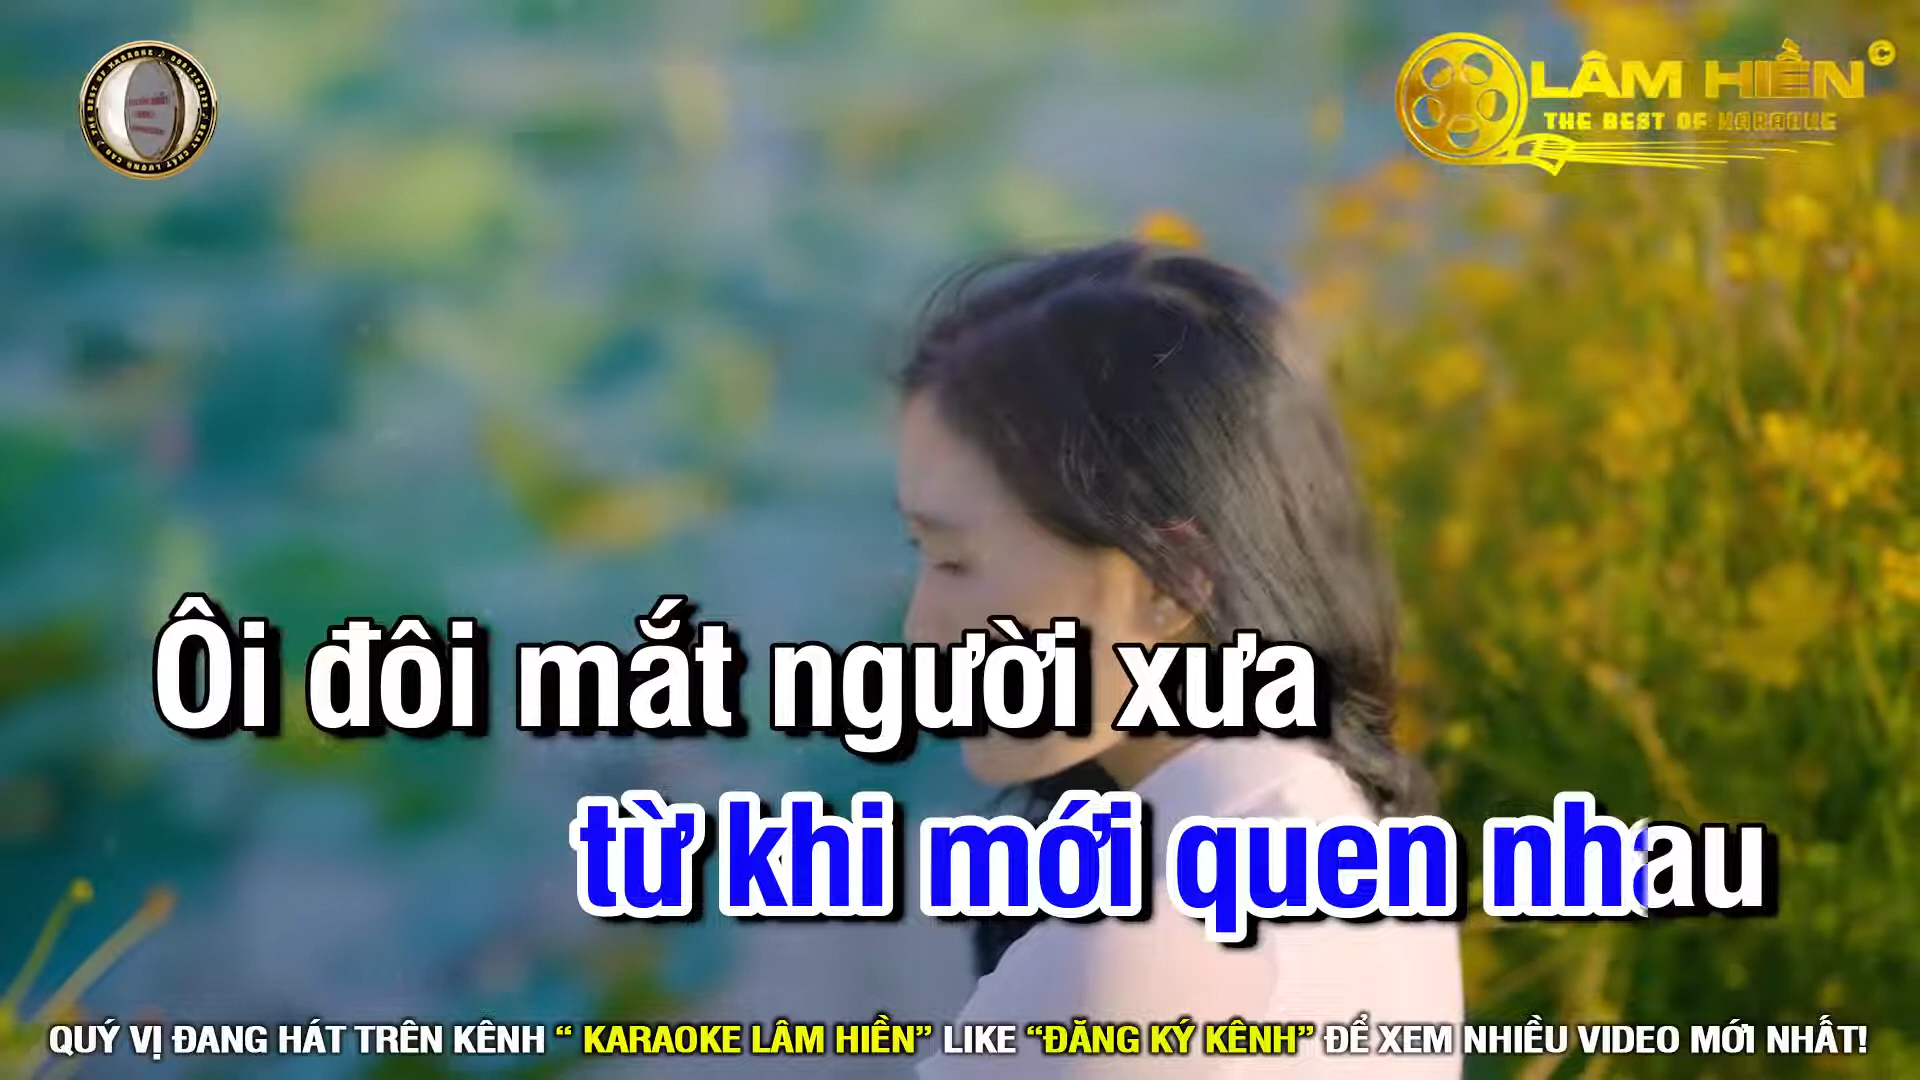 LÂM HIỀN ©
THE BEST OF KARAOKE
Ôi đôi mắt người xưa
từ khi mới quen nhau
QUÝ VỊ ĐANG HÁT TRÊN KÊNH “ KARAOKE LÂM HIỀN” LIKE “ĐĂNG KÝ KÊNH” ĐỂ XEM NHIỀU VIDEO MỚI NHẤT!